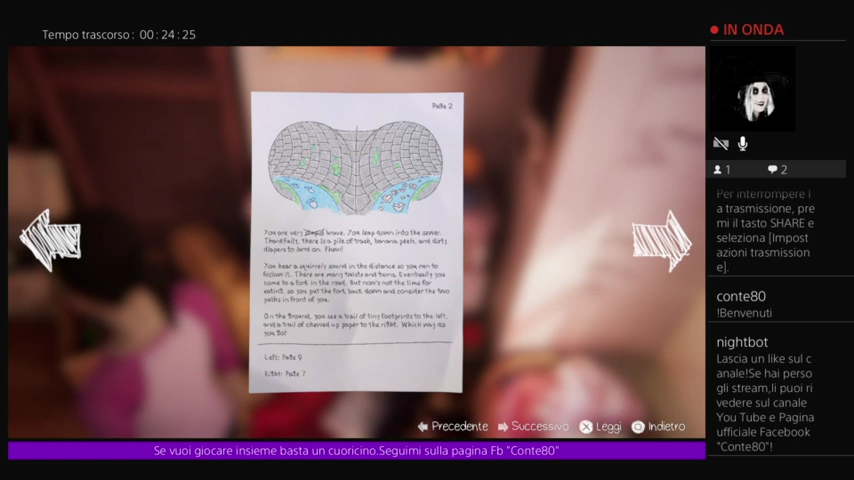 Tempo trascorso: 00:24:25
IN ONDA
Page 2
You are very stupid brave. You leap down into the sewer.
Thankfully, there is a pile of trash, banana peels, and dirty
diapers to land on. Phew!
You hear a squirrely sound in the distance so you run to
follow it. There are many twists and turns. Eventually you
come to a fork in the road. But now's not the time for
eating, so you put the fork back down and consider the two
paths in front of you.
On the ground, you see a trail of tiny footprints to the left,
and a trail of chewed up paper to the right. Which way do
you go?
Left: Page 9
Right: Page 7
Precedente
Successivo
Leggi
Indietro
Se vuoi giocare insieme basta un cuoricino.Seguimi sulla pagina Fb "Conte80"
1
2
Per interrompere l
a trasmissione, pre
mi il tasto SHARE e
seleziona [Impost
azioni trasmission
e].
conte80
!Benvenuti
nightbot
Lascia un like sul c
anale!Se hai perso
gli stream,li puoi ri
vedere sul canale
You Tube e Pagina
ufficiale Facebook
"Conte80"!